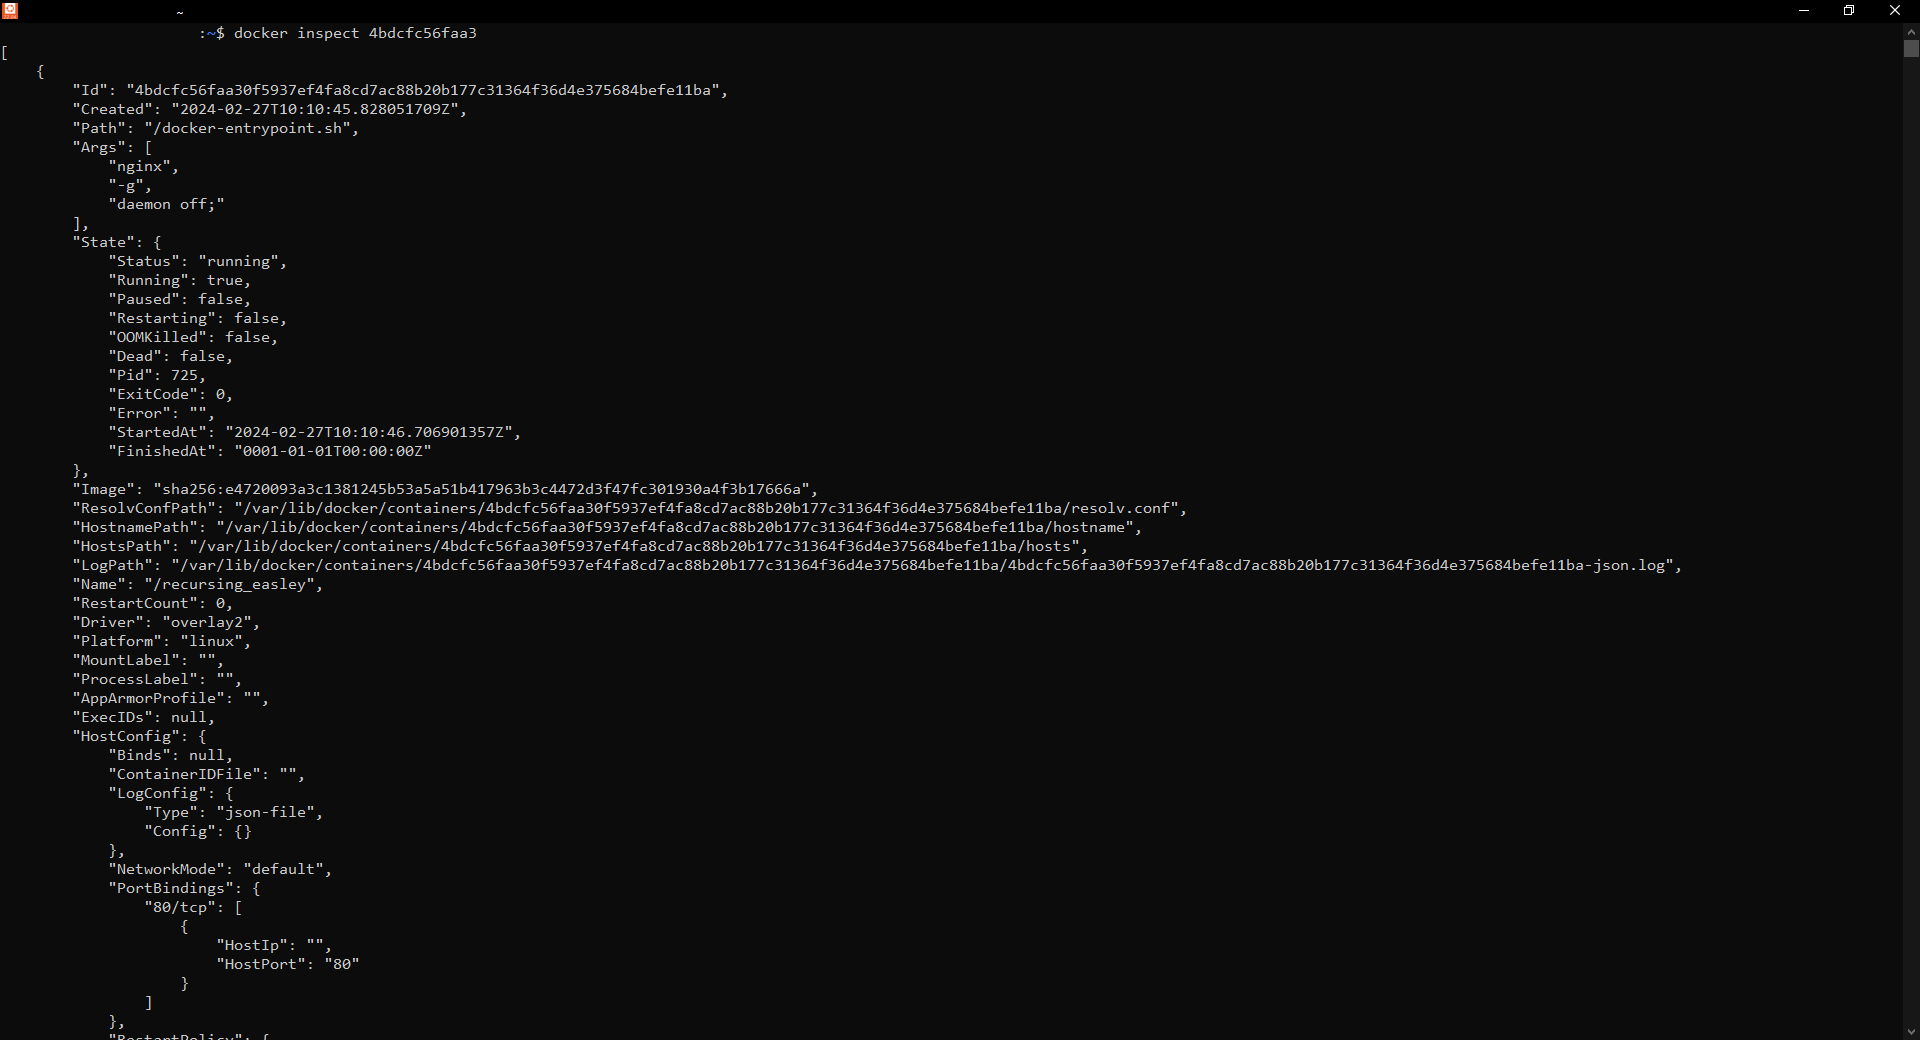 ~
:~$ docker inspect 4bdcfc56faa3
[
    {
        "Id": "4bdcfc56faa30f5937ef4fa8cd7ac88b20b177c31364f36d4e375684befe11ba",
        "Created": "2024-02-27T10:10:45.828051709Z",
        "Path": "/docker-entrypoint.sh",
        "Args": [
            "nginx",
            "-g",
            "daemon off;"
        ],
        "State": {
            "Status": "running",
            "Running": true,
            "Paused": false,
            "Restarting": false,
            "OOMKilled": false,
            "Dead": false,
            "Pid": 725,
            "ExitCode": 0,
            "Error": "",
            "StartedAt": "2024-02-27T10:10:46.706901357Z",
            "FinishedAt": "0001-01-01T00:00:00Z"
        },
        "Image": "sha256:e4720093a3c1381245b53a5a51b417963b3c4472d3f47fc301930a4f3b17666a",
        "ResolvConfPath": "/var/lib/docker/containers/4bdcfc56faa30f5937ef4fa8cd7ac88b20b177c31364f36d4e375684befe11ba/resolv.conf",
        "HostnamePath": "/var/lib/docker/containers/4bdcfc56faa30f5937ef4fa8cd7ac88b20b177c31364f36d4e375684befe11ba/hostname",
        "HostsPath": "/var/lib/docker/containers/4bdcfc56faa30f5937ef4fa8cd7ac88b20b177c31364f36d4e375684befe11ba/hosts",
        "LogPath": "/var/lib/docker/containers/4bdcfc56faa30f5937ef4fa8cd7ac88b20b177c31364f36d4e375684befe11ba/4bdcfc56faa30f5937ef4fa8cd7ac88b20b177c31364f36d4e375684befe11ba-json.log",
        "Name": "/recursing_easley",
        "RestartCount": 0,
        "Driver": "overlay2",
        "Platform": "linux",
        "MountLabel": "",
        "ProcessLabel": "",
        "AppArmorProfile": "",
        "ExecIDs": null,
        "HostConfig": {
            "Binds": null,
            "ContainerIDFile": "",
            "LogConfig": {
                "Type": "json-file",
                "Config": {}
            },
            "NetworkMode": "default",
            "PortBindings": {
                "80/tcp": [
                    {
                        "HostIp": "",
                        "HostPort": "80"
                    }
                ]
            },
            "RestartPolicy": {